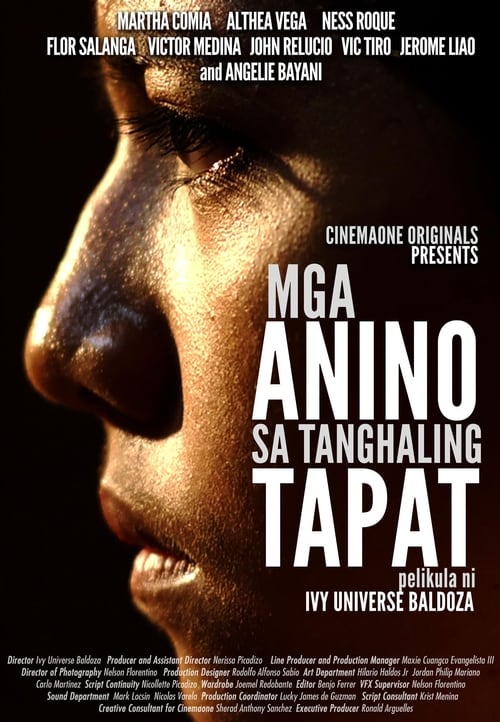 MARTHA COMIA ALTHEA VEGA NESS ROQUE
FLOR SALANGA VICTOR MEDINA JOHN RELUCIO VIC TIRO JEROME LIAO
and ANGELIE BAYANI
CINEMAONE ORIGINALS
PRESENTS
MGA
ANINO
SA TANGHALING
TAPAT
pelikula ni
IVY UNIVERSE BALDOZA
Director Ivy Universe Baldoza Producer and Assistant Director Nerissa Picadizo Line Producer and Production Manager Maxie Cuangco Evangelista III
Director of Photography Nelson Florentino Production Designer Rodolfo Alfonso Sabio Art Department Hilario Haldos Jr Jordan Philip Mariano
Carlo Martinez Script Continuity Nicollette Picadizo Wardrobe Joemel Redobante Editor Benjo Ferrer VFX Supervisor Nelson Florentino
Sound Department Mark Locsin Nicolas Varela Production Coordinator Lucky James de Guzman Script Consultant Krist Menina
Creative Consultant for Cinemaone Sherad Anthony Sanchez Executive Producer Ronald Arguelles